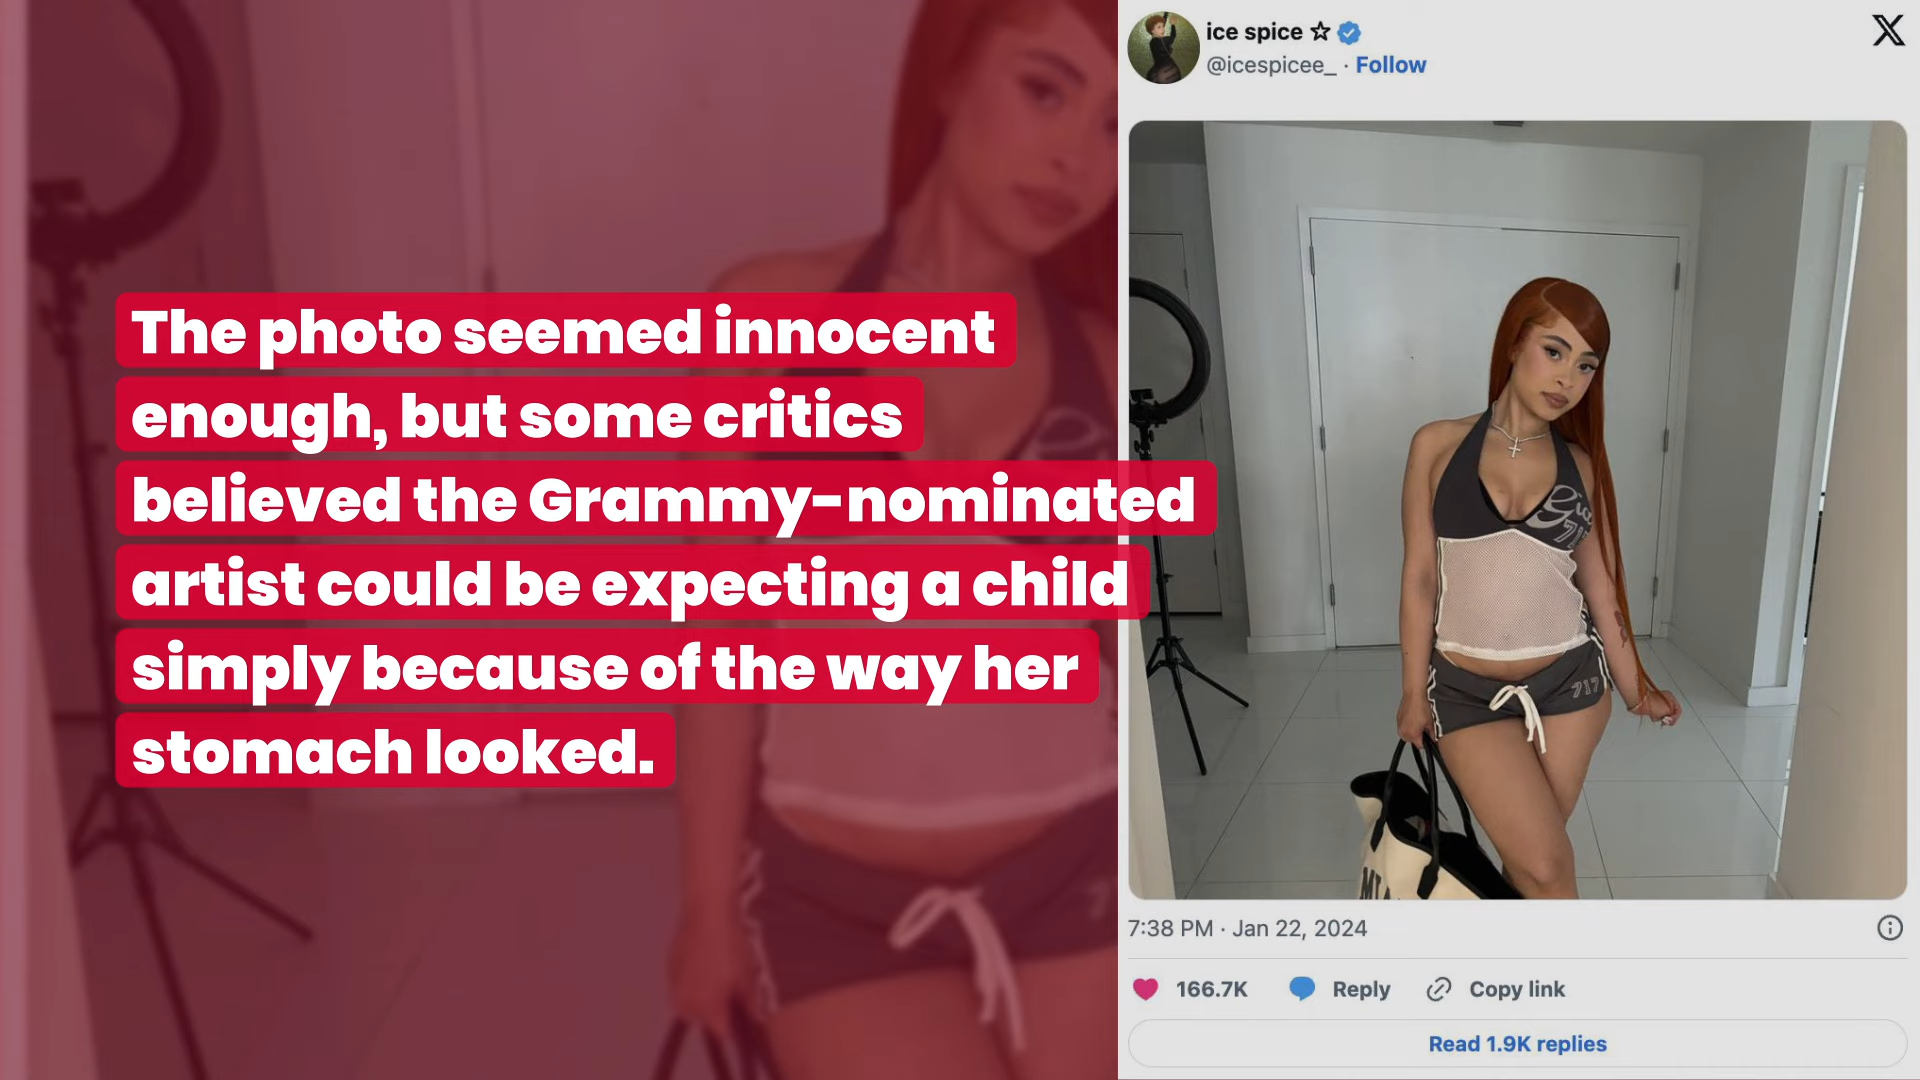 The photo seemed innocent
enough, but some critics
believed the Grammy-nominated
artist could be expecting a child
simply because of the way her
stomach looked.
ice spice ☆
@icespicee_ · Follow
X
717
7:38 PM · Jan 22, 2024
166.7K Reply Copy link
Read 1.9K replies